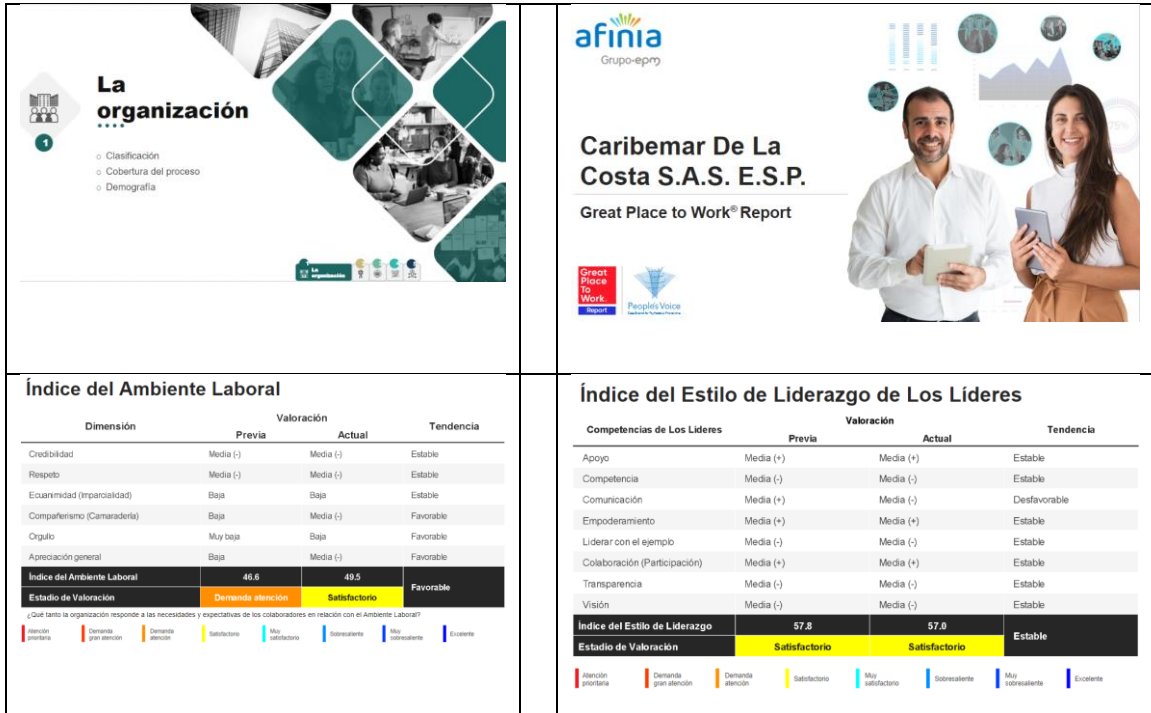 La
organización
1
Clasificación
Cobertura del proceso
Demografía
La
organización
afinia
Grupo-epm
75%
Caribemar De La
Costa S.A.S. E.S.P.
Great Place to Work® Report
Great
Place
To
Work.
Report
People's Voice
Índice del Ambiente Laboral
Dimensión Valoración Tendencia
Previa Actual
Credibilidad Media (-) Media (-) Estable
Respeto Media (-) Media (-) Estable
Ecuanimidad (Imparcialidad) Baja Baja Estable
Compañerismo (Camaradería) Baja Media (-) Favorable
Orgullo Muy baja Baja Favorable
Apreciación general Baja Media (-) Favorable
Índice del Ambiente Laboral 46.6 49.5 Favorable
Estadio de Valoración Demanda atención Satisfactorio
¿Qué tanto la organización responde a las necesidades y expectativas de los colaboradores en relación con el Ambiente Laboral?
Atención prioritaria Demanda gran atención Demanda atención Satisfactorio Muy satisfactorio Sobresaliente Muy sobresaliente Excelente
Índice del Estilo de Liderazgo de Los Líderes
Competencias de Los Lideres Valoración Tendencia
Previa Actual
Apoyo Media (+) Media (+) Estable
Competencia Media (-) Media (-) Estable
Comunicación Media (+) Media (-) Desfavorable
Empoderamiento Media (+) Media (+) Estable
Liderar con el ejemplo Media (-) Media (-) Estable
Colaboración (Participación) Media (+) Media (+) Estable
Transparencia Media (-) Media (-) Estable
Visión Media (-) Media (-) Estable
Índice del Estilo de Liderazgo 57.8 57.0 Estable
Estadio de Valoración Satisfactorio Satisfactorio
Atención prioritaria Demanda gran atención Demanda atención Satisfactorio Muy satisfactorio Sobresaliente Muy sobresaliente Excelente